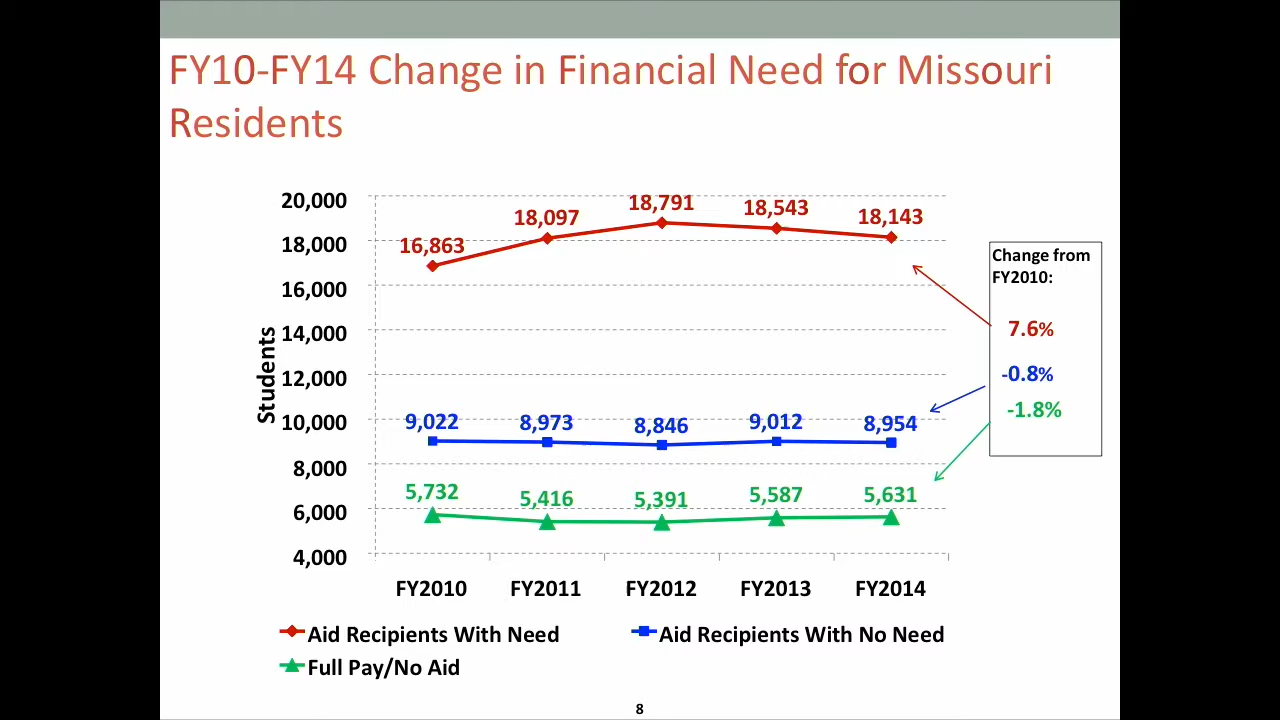 FY10-FY14 Change in Financial Need for Missouri
Residents
20,000
18,000
16,000
14,000
12,000
10,000
8,000
6,000
4,000
Students
16,863
18,097
18,791
18,543
18,143
9,022
8,973
8,846
9,012
8,954
5,732
5,416
5,391
5,587
5,631
FY2010
FY2011
FY2012
FY2013
FY2014
Change from
FY2010:
7.6%
-0.8%
-1.8%
Aid Recipients With Need
Aid Recipients With No Need
Full Pay/No Aid
8